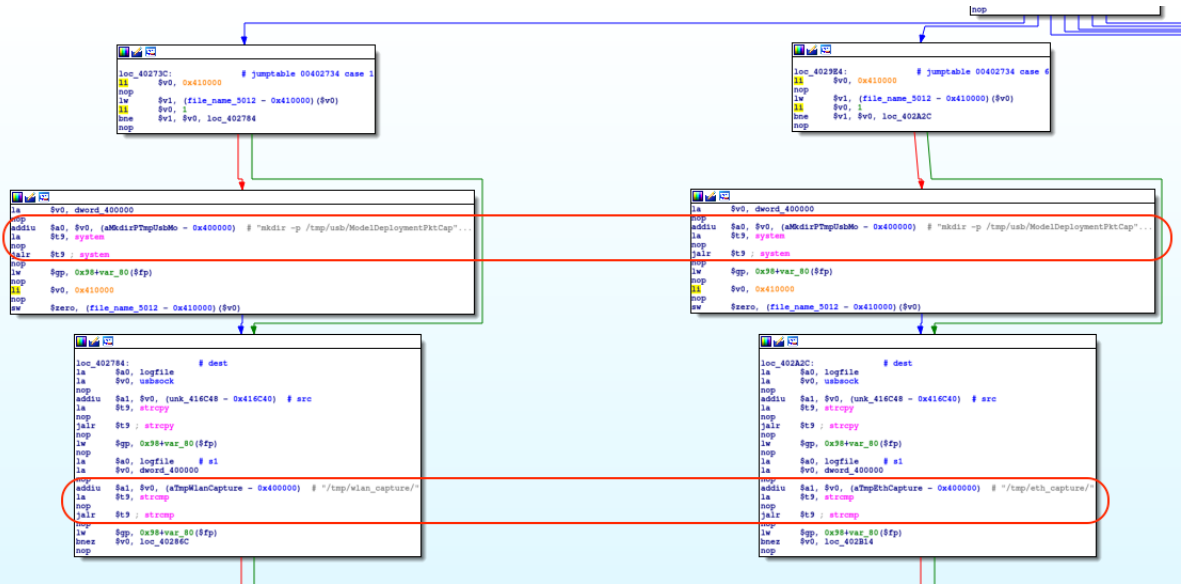 nop
loc_40273C: # jumptable 00402734 case 1
li $v0, 0x410000
nop
lw $v1, (file_name_5012 - 0x410000)($v0)
li $v0, 1
bne $v1, $v0, loc_402784
nop
loc_4029E4: # jumptable 00402734 case 6
li $v0, 0x410000
nop
lw $v1, (file_name_5012 - 0x410000)($v0)
li $v0, 1
bne $v1, $v0, loc_402A2C
nop
la $v0, dword_400000
nop
addiu $a0, $v0, (aMkdirPTmpUsbMo - 0x400000) # "mkdir -p /tmp/usb/ModelDeploymentPktCap"...
la $t9, system
nop
jalr $t9 ; system
nop
lw $gp, 0x98+var_80($fp)
nop
li $v0, 0x410000
nop
sw $zero, (file_name_5012 - 0x410000)($v0)
la $v0, dword_400000
nop
addiu $a0, $v0, (aMkdirPTmpUsbMo - 0x400000) # "mkdir -p /tmp/usb/ModelDeploymentPktCap"...
la $t9, system
nop
jalr $t9 ; system
nop
lw $gp, 0x98+var_80($fp)
nop
li $v0, 0x410000
nop
sw $zero, (file_name_5012 - 0x410000)($v0)
loc_402784: # dest
la $a0, logfile
la $v0, usbsock
nop
addiu $a1, $v0, (unk_416C48 - 0x416C40) # src
la $t9, strcpy
nop
jalr $t9 ; strcpy
nop
lw $gp, 0x98+var_80($fp)
nop
la $a0, logfile # s1
la $v0, dword_400000
nop
addiu $a1, $v0, (aTmpWlanCapture - 0x400000) # "/tmp/wlan_capture/"
la $t9, strcmp
nop
jalr $t9 ; strcmp
nop
lw $gp, 0x98+var_80($fp)
bnez $v0, loc_40286C
nop
loc_402A2C: # dest
la $a0, logfile
la $v0, usbsock
nop
addiu $a1, $v0, (unk_416C48 - 0x416C40) # src
la $t9, strcpy
nop
jalr $t9 ; strcpy
nop
lw $gp, 0x98+var_80($fp)
nop
la $a0, logfile # s1
la $v0, dword_400000
nop
addiu $a1, $v0, (aTmpEthCapture - 0x400000) # "/tmp/eth_capture/"
la $t9, strcmp
nop
jalr $t9 ; strcmp
nop
lw $gp, 0x98+var_80($fp)
bnez $v0, loc_402B14
nop